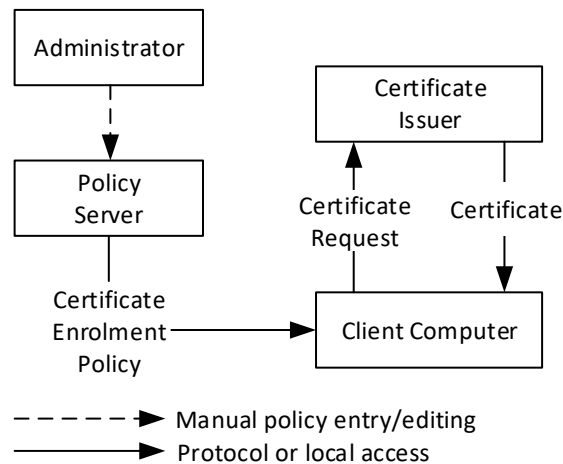 Administrator
Policy
Server
Certificate
Enrolment
Policy
Certificate
Issuer
Certificate
Request
Certificate
Client Computer
Manual policy entry/editing
Protocol or local access